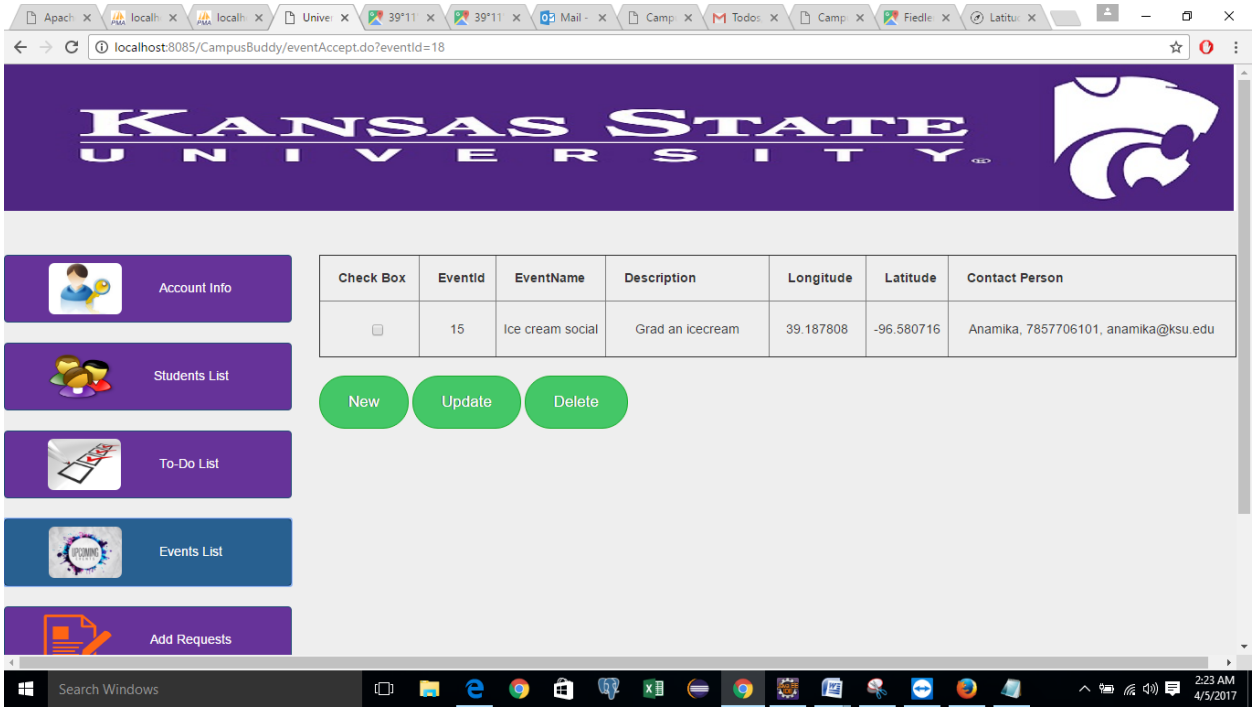 Apach
localh
localh
Univer
39°11
39°11
Mail -
Camp
Todos
Camp
Fiedle
Latitu
localhost:8085/CampusBuddy/eventAccept.do?eventId=18
KANSAS STATE
UNIVERSITY
Account Info
Students List
To-Do List
UPCOMING
Events List
Add Requests
Check Box EventId EventName Description Longitude Latitude Contact Person
15 Ice cream social Grad an icecream 39.187808 -96.580716 Anamika, 7857706101, anamika@ksu.edu
New Update Delete
Search Windows
2:23 AM
4/5/2017